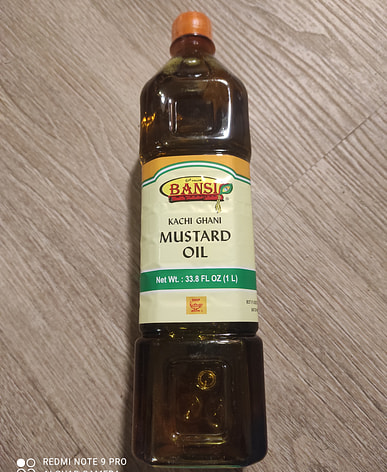 BANSI
KACHI GHANI
MUSTARD
OIL
Net Wt. : 33.8 FL OZ (1 L)
REDMI NOTE 9 PRO